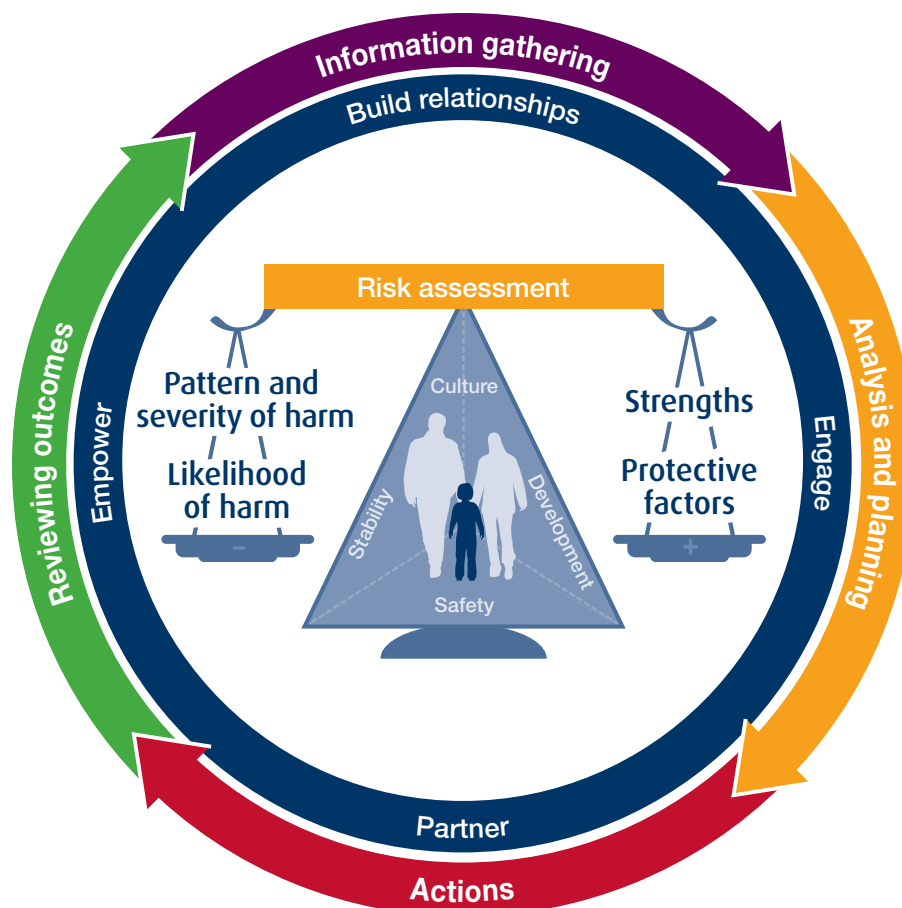 Information gathering
Build relationships
Risk assessment
Pattern and
severity of harm
Likelihood
of harm
-
Culture
Stability
Development
Safety
Strengths
Protective
factors
+
Engage
Analysis and planning
Partner
Actions
Empower
Reviewing outcomes